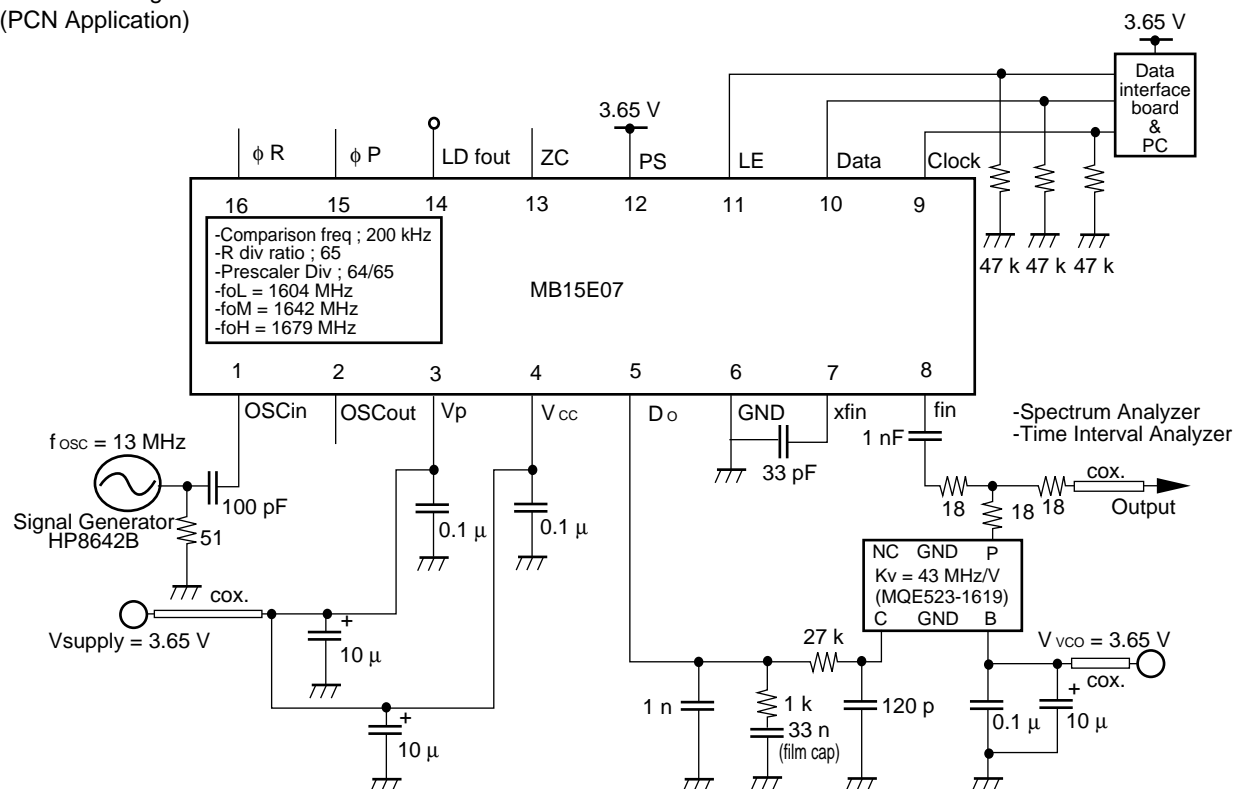 (PCN Application)
3.65 V
Data
interface
board
&
PC
3.65 V
φ R
φ P
LD fout
ZC
PS
LE
Data
Clock
16
15
14
13
12
11
10
9
47 k
47 k
47 k
-Comparison freq ; 200 kHz
-R div ratio ; 65
-Prescaler Div ; 64/65
-foL = 1604 MHz
-foM = 1642 MHz
-foH = 1679 MHz
MB15E07
1
2
3
4
5
6
7
8
OSCin
OSCout
Vp
Vcc
Do
GND
xfin
fin
-Spectrum Analyzer
-Time Interval Analyzer
fosc = 13 MHz
100 pF
Signal Generator
HP8642B
51
0.1 µ
0.1 µ
33 pF
1 nF
18
18
18
cox.
Output
NC GND P
Kv = 43 MHz/V
(MQE523-1619)
C GND B
cox.
Vsupply = 3.65 V
+
10 µ
+
10 µ
27 k
1 n
1 k
33 n
(film cap)
120 p
V VCO = 3.65 V
cox.
0.1 µ
+
10 µ